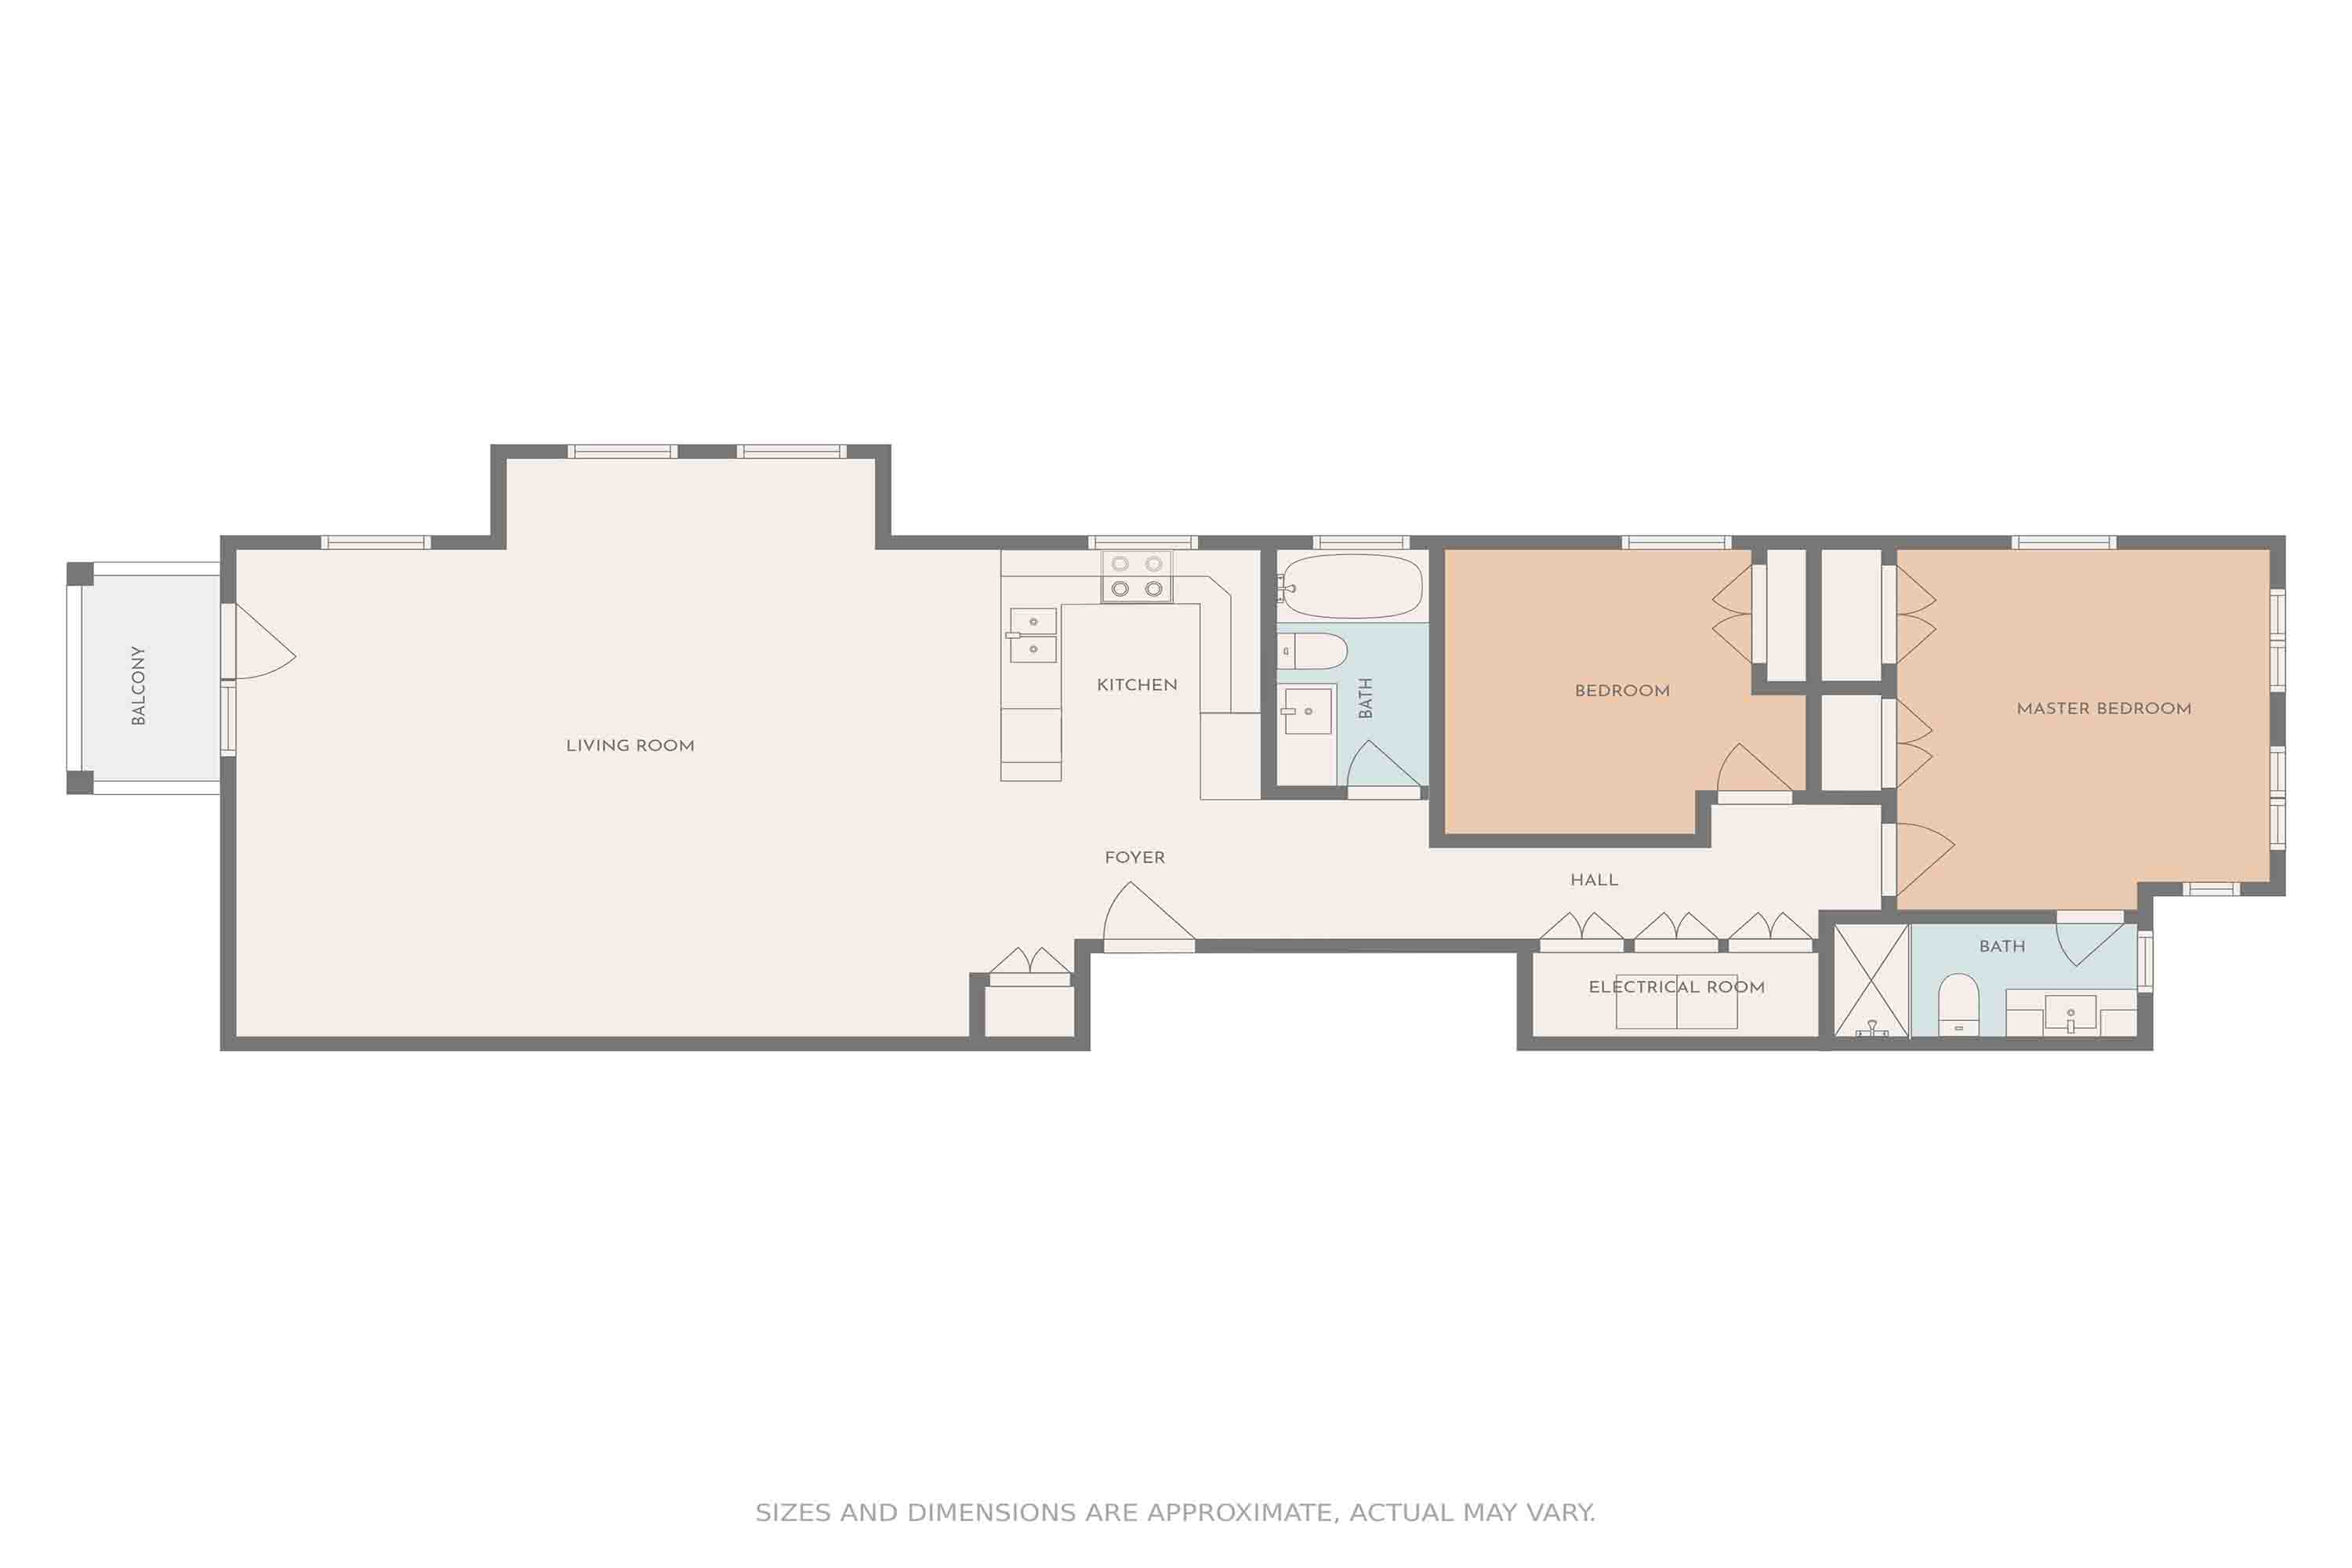 BALCONY
LIVING ROOM
KITCHEN
BATH
BEDROOM
MASTER BEDROOM
FOYER
HALL
BATH
ELECTRICAL ROOM
SIZES AND DIMENSIONS ARE APPROXIMATE, ACTUAL MAY VARY.